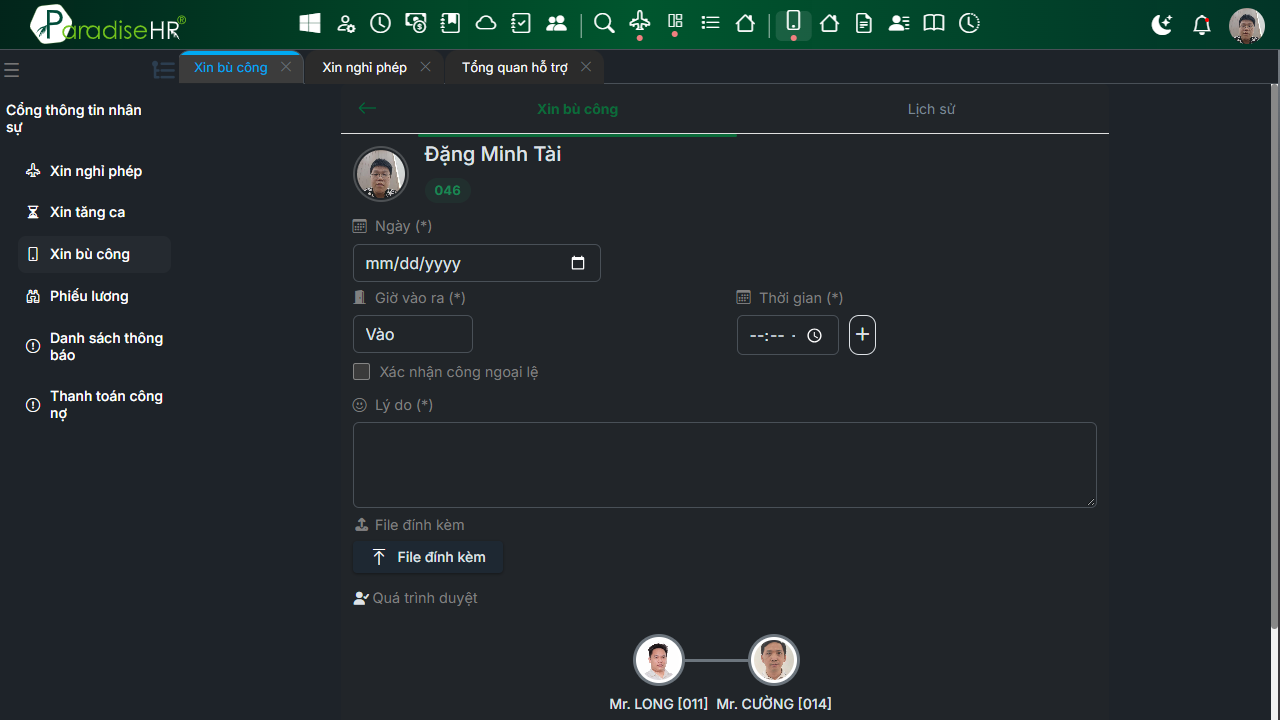 ParadiseHR®
Xin bù công
Xin nghỉ phép
Tổng quan hỗ trợ
Cổng thông tin nhân
sự
Xin nghỉ phép
Xin tăng ca
Xin bù công
Phiếu lương
Danh sách thông
báo
Thanh toán công
nợ
Xin bù công
Lịch sử
Đặng Minh Tài
046
Ngày (*)
mm/dd/yyyy
Giờ vào ra (*)
Thời gian (*)
Vào
--:-- -
Xác nhận công ngoại lệ
Lý do (*)
File đính kèm
File đính kèm
Quá trình duyệt
Mr. LONG [011]
Mr. CƯỜNG [014]